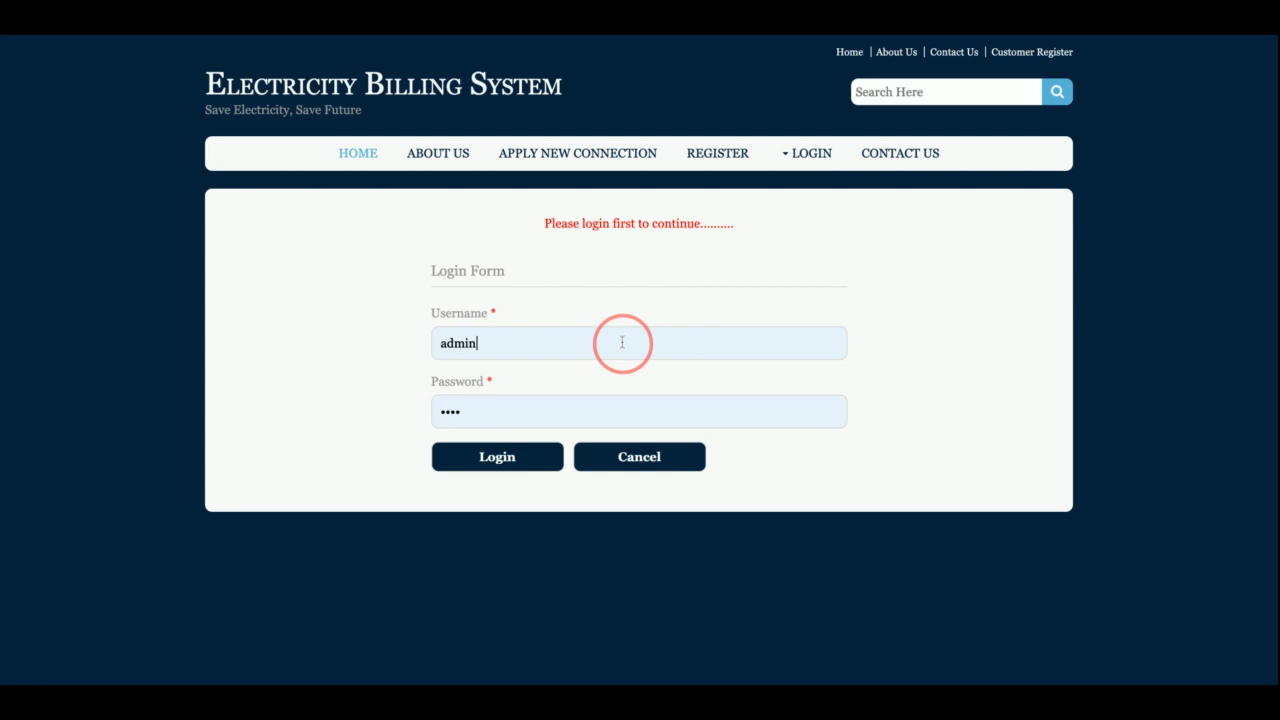 Home | About Us | Contact Us | Customer Register
ELECTRICITY BILLING SYSTEM
Save Electricity, Save Future
Search Here
HOME ABOUT US APPLY NEW CONNECTION REGISTER LOGIN CONTACT US
Please login first to continue..........
Login Form
Username *
admin
Password *
••••
Login Cancel